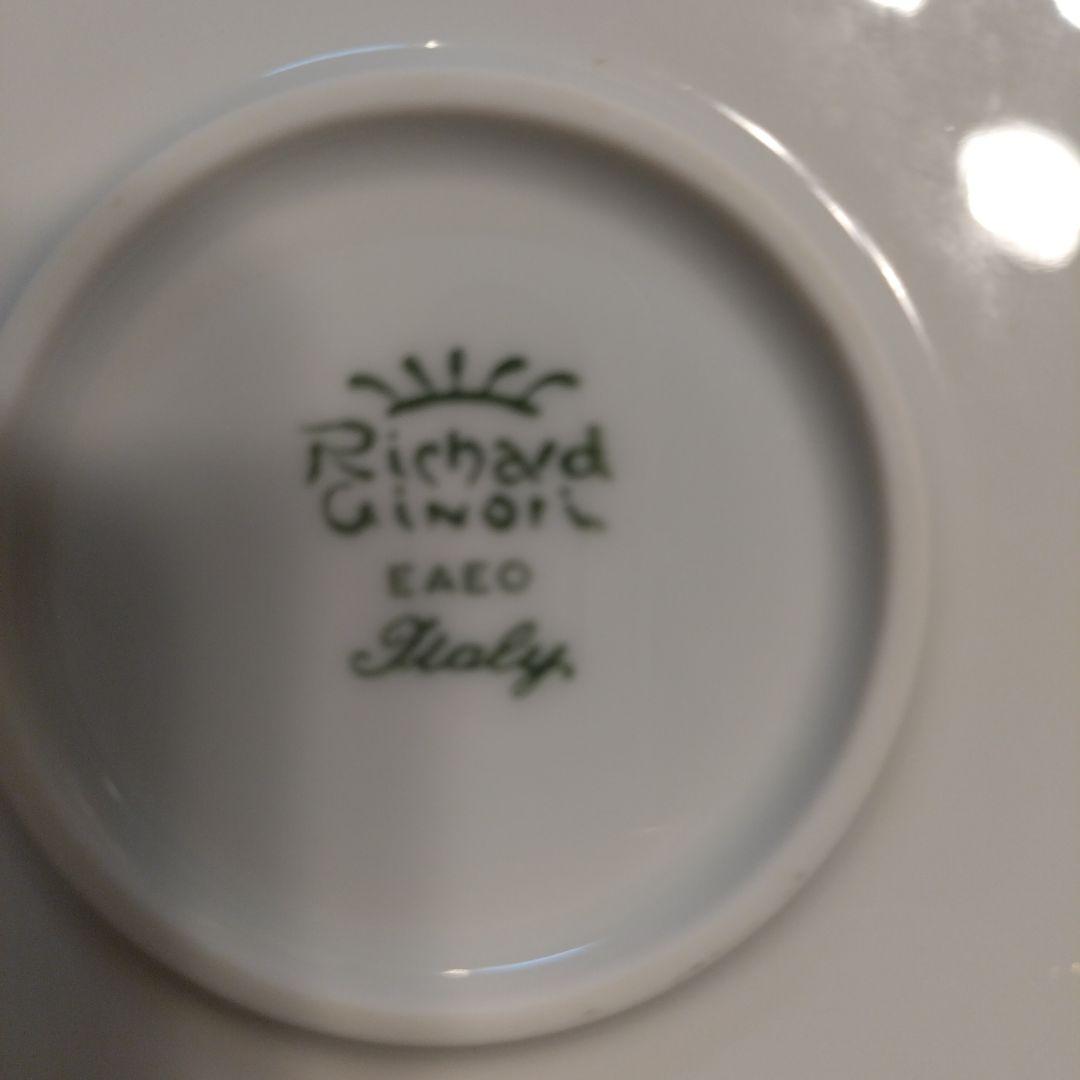 Richard
Ginori
EAEO
Italy.